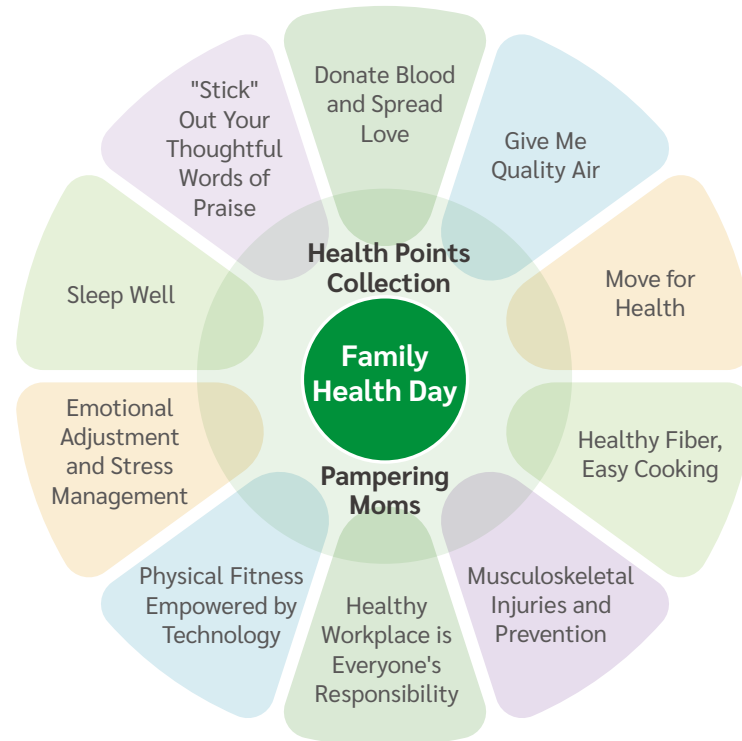 Donate Blood
and Spread
Love
Give Me
Quality Air
Move for
Health
Healthy Fiber,
Easy Cooking
Musculoskeletal
Injuries and
Prevention
Healthy
Workplace is
Everyone's
Responsibility
Physical Fitness
Empowered by
Technology
Emotional
Adjustment
and Stress
Management
Sleep Well
"Stick"
Out Your
Thoughtful
Words of
Praise
Health Points
Collection
Family
Health Day
Pampering
Moms